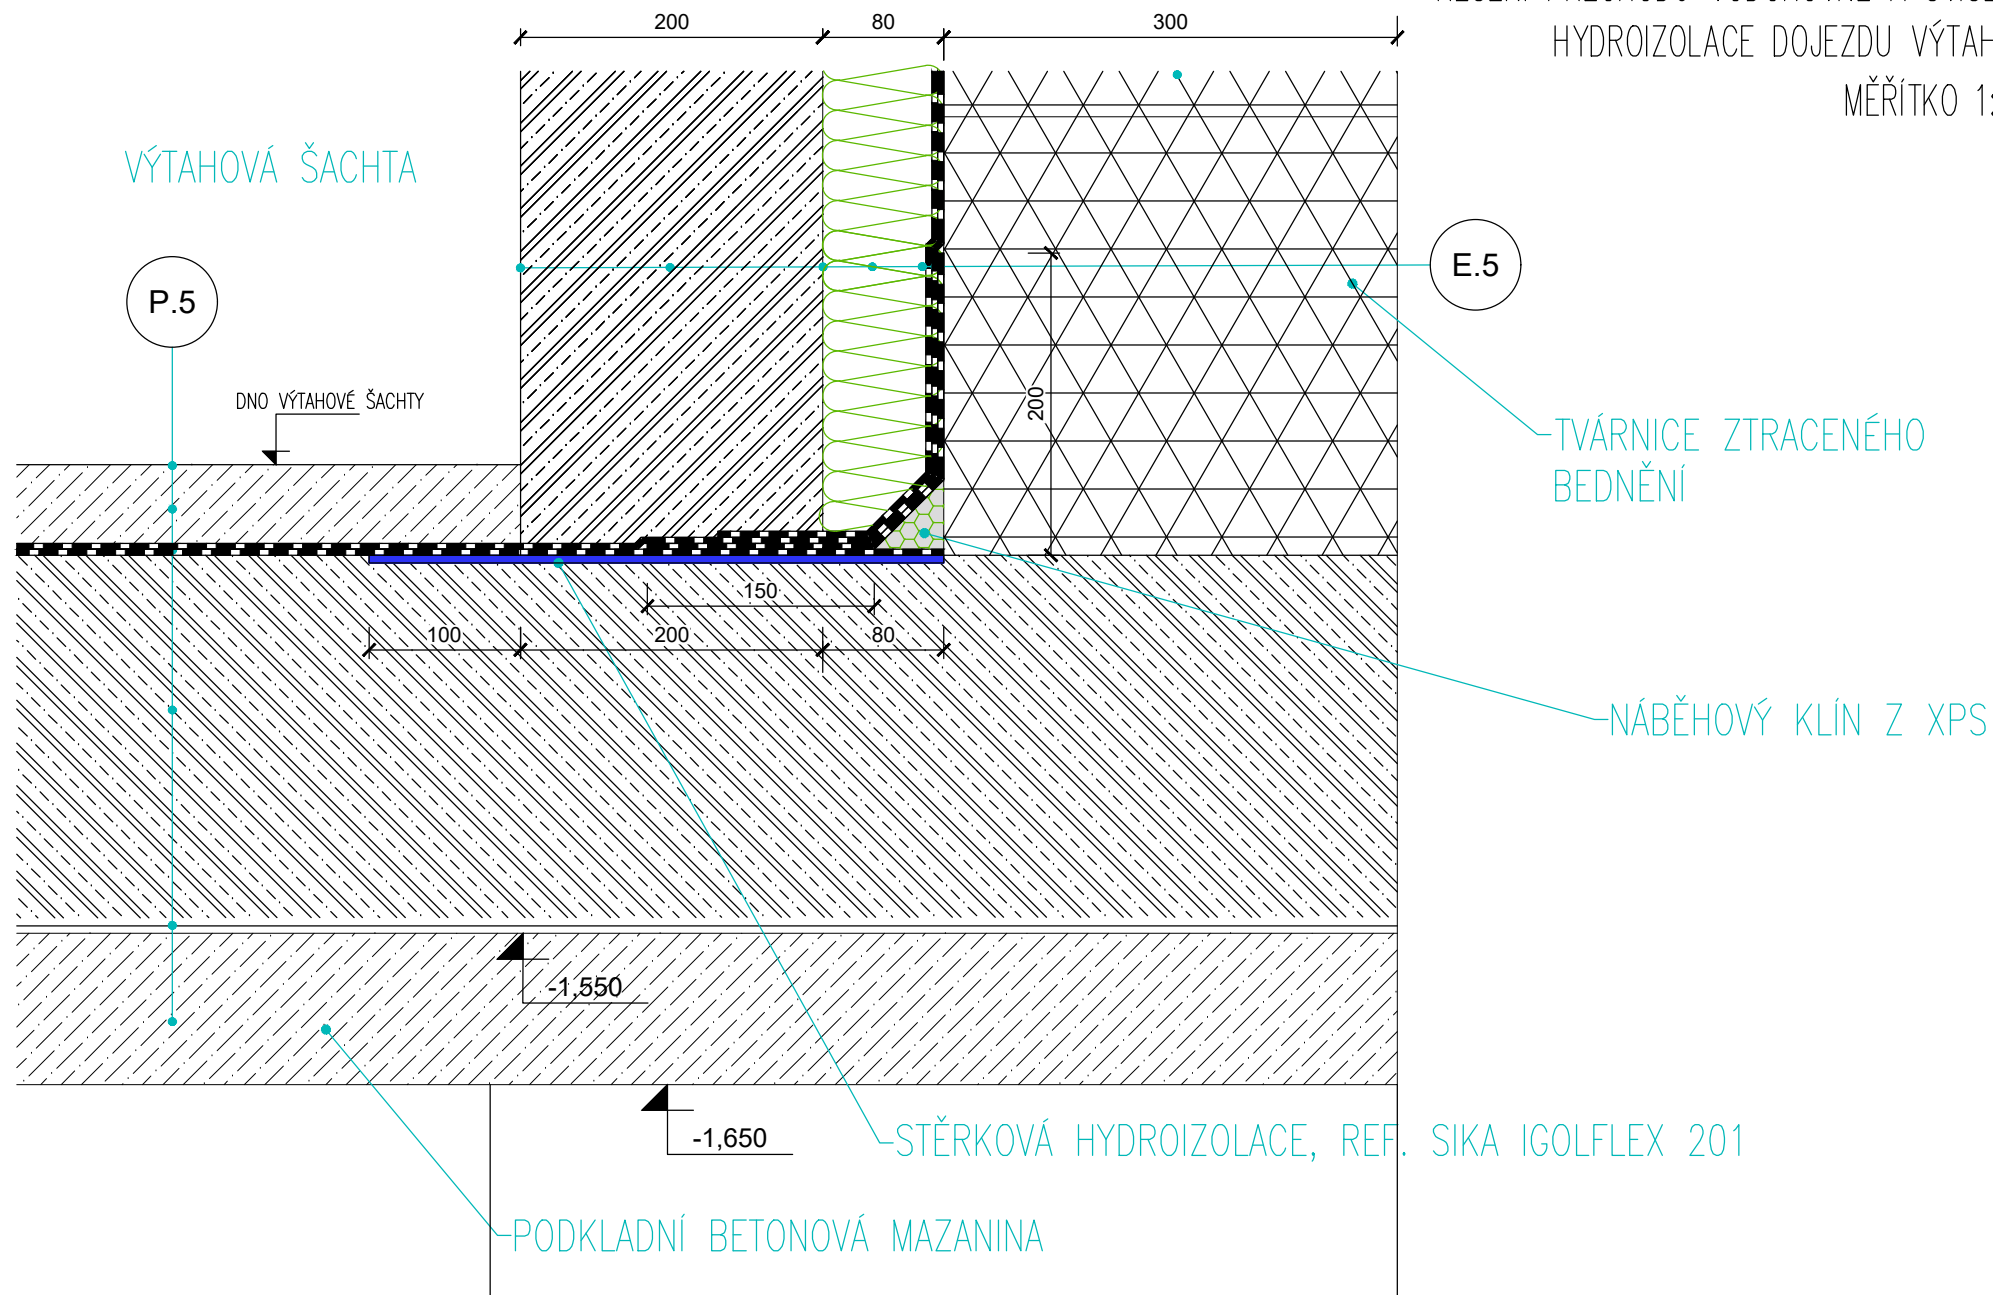 HYDROIZOLACE DOJEZDU
MĚŘÍTKO 1:
200 80 300
VÝTAHOVÁ ŠACHTA
P.5
E.5
DNO VÝTAHOVÉ ŠACHTY
200
TVÁRNICE ZTRACENÉHO
BEDNĚNÍ
150
100 200 80
NÁBĚHOVÝ KLÍN Z XPS
-1,550
-1,650
STĚRKOVÁ HYDROIZOLACE, REF. SIKA IGOLFLEX 201
PODKLADNÍ BETONOVÁ MAZANINA